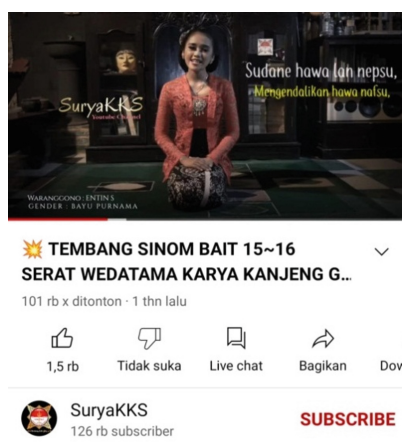 Sudane hawa lan nepsu,
Mengendalikan hawa nafsu,
SuryaKKS
Youtube Channel
WARANGGONO : ENTIN S
GENDER : BAYU PURNAMA
💥 TEMBANG SINOM BAIT 15~16
SERAT WEDATAMA KARYA KANJENG G...
101 rb x ditonton · 1 thn lalu
1,5 rb
Tidak suka
Live chat
Bagikan
Dov
SuryaKKS
126 rb subscriber
SUBSCRIBE